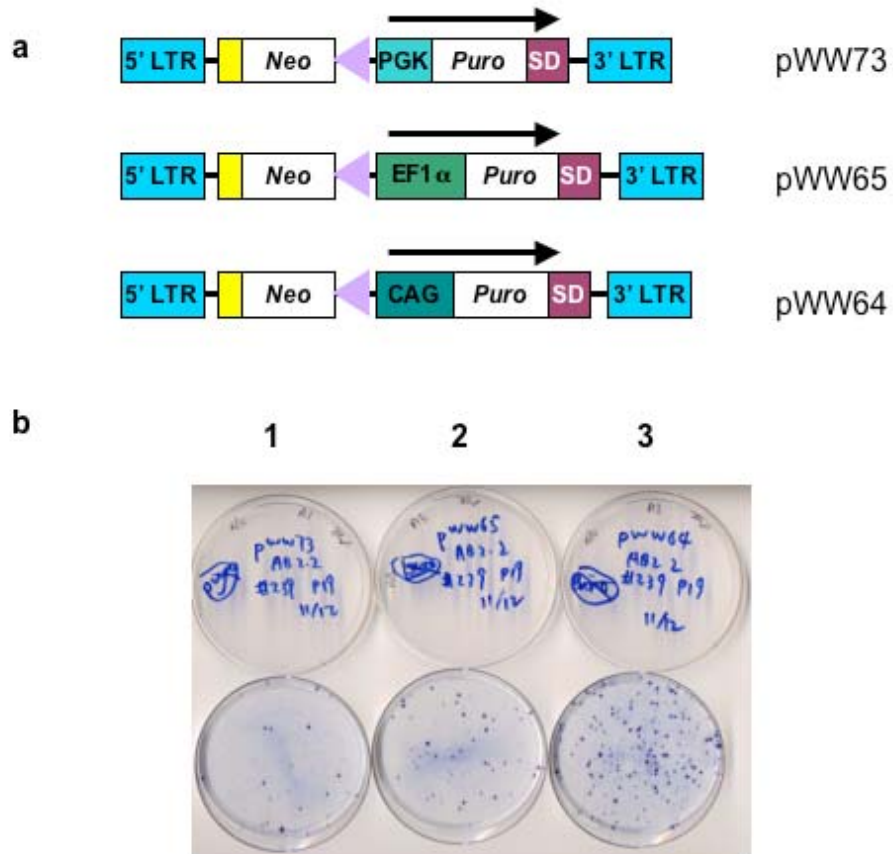 a
5' LTR Neo PGK Puro SD 3' LTR pWW73
5' LTR Neo EF1α Puro SD 3' LTR pWW65
5' LTR Neo CAG Puro SD 3' LTR pWW64
b
1 2 3
pWW73
AB2.2
#239 P19
11/12
pWW65
AB2.2
#239 P19
11/12
pWW64
AB2.2
#239 P19
11/12